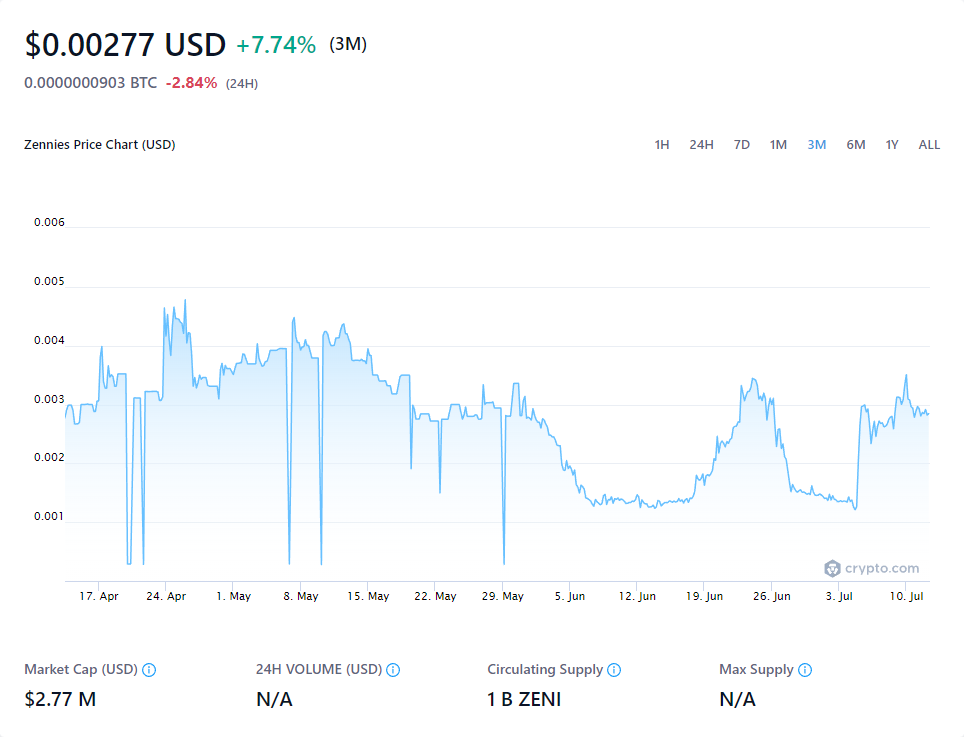 $0.00277 USD +7.74% (3M)
0.0000000903 BTC -2.84% (24H)
Zennies Price Chart (USD) 1H 24H 7D 1M 3M 6M 1Y ALL
0.006
0.005
0.004
0.003
0.002
0.001
crypto.com
17. Apr 24. Apr 1. May 8. May 15. May 22. May 29. May 5. Jun 12. Jun 19. Jun 26. Jun 3. Jul 10. Jul
Market Cap (USD) 24H VOLUME (USD) Circulating Supply Max Supply
$2.77 M N/A 1 B ZENI N/A